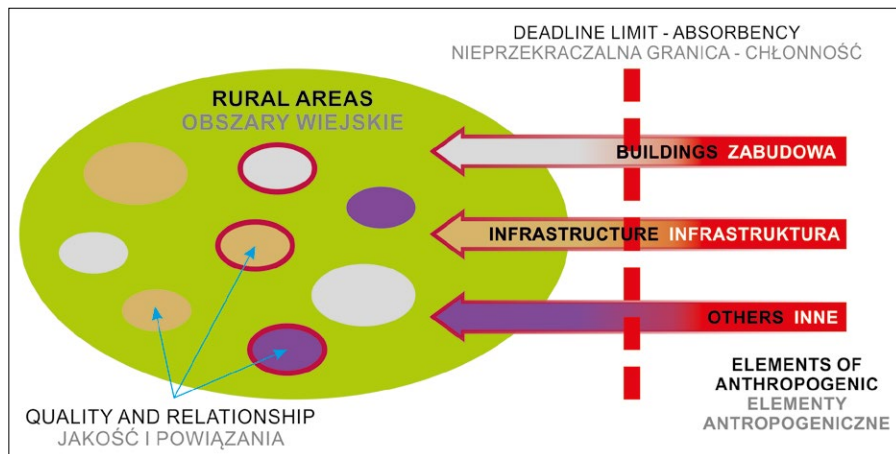 DEADLINE LIMIT - ABSORBENCY
NIEPRZEKRACZALNA GRANICA - CHŁONNOŚĆ
RURAL AREAS
OBSZARY WIEJSKIE
BUILDINGS ZABUDOWA
INFRASTRUCTURE INFRASTRUKTURA
OTHERS INNE
ELEMENTS OF
ANTHROPOGENIC
ELEMENTY
ANTROPOGENICZNE
QUALITY AND RELATIONSHIP
JAKOŚĆ I POWIĄZANIA